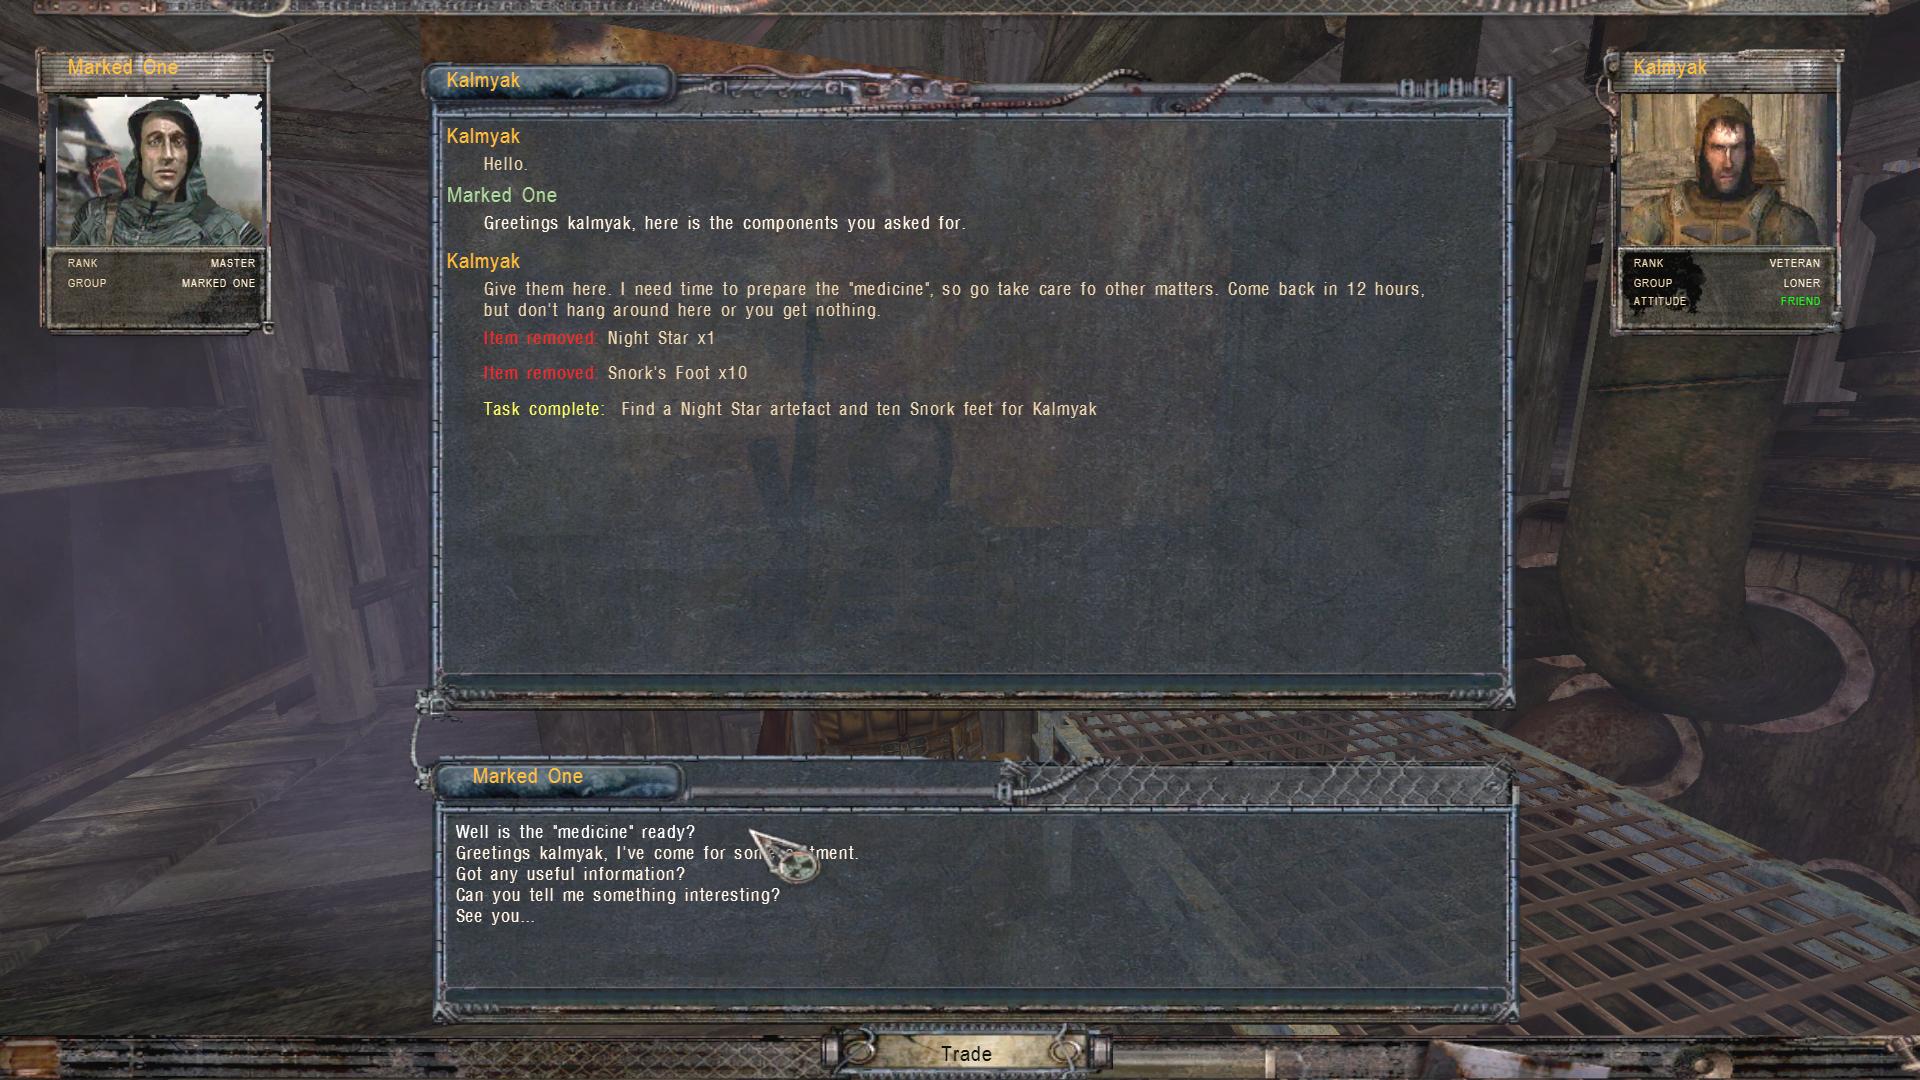 Marked One
RANK MASTER
GROUP MARKED ONE
Kalmyak
Kalmyak
Hello.
Marked One
Greetings kalmyak, here is the components you asked for.
Kalmyak
Give them here. I need time to prepare the "medicine", so go take care fo other matters. Come back in 12 hours,
but don't hang around here or you get nothing.
Item removed: Night Star x1
Item removed: Snork's Foot x10
Task complete: Find a Night Star artefact and ten Snork feet for Kalmyak
Kalmyak
RANK VETERAN
GROUP LONER
ATTITUDE FRIEND
Marked One
Well is the "medicine" ready?
Greetings kalmyak, I've come for
Got any useful information?
Can you tell me something interesting?
See you...
Trade